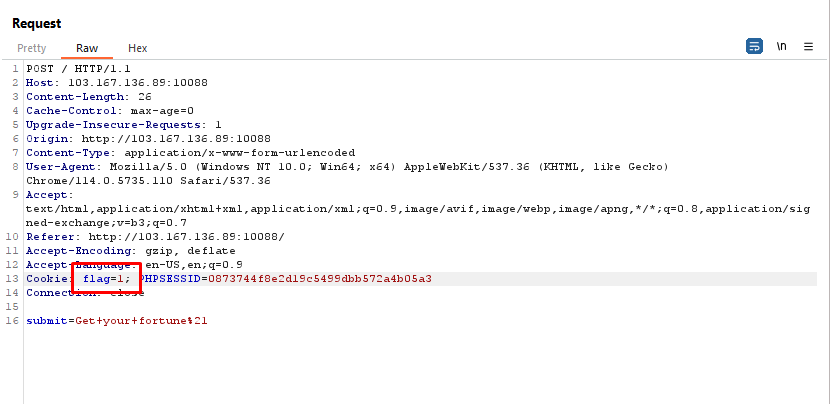 Request
Pretty Raw Hex \n
1 POST / HTTP/1.1
2 Host: 103.167.136.89:10088
3 Content-Length: 26
4 Cache-Control: max-age=0
5 Upgrade-Insecure-Requests: 1
6 Origin: http://103.167.136.89:10088
7 Content-Type: application/x-www-form-urlencoded
8 User-Agent: Mozilla/5.0 (Windows NT 10.0; Win64; x64) AppleWebKit/537.36 (KHTML, like Gecko)
Chrome/114.0.5735.110 Safari/537.36
9 Accept:
text/html,application/xhtml+xml,application/xml;q=0.9,image/avif,image/webp,image/apng,*/*;q=0.8,application/sig
ned-exchange;v=b3;q=0.7
10 Referer: http://103.167.136.89:10088/
11 Accept-Encoding: gzip, deflate
12 Accept-Language: en-US,en;q=0.9
13 Cookie: flag=1; PHPSESSID=0873744f8e2d19c5499dbb572a4b05a3
14 Connection: close
15
16 submit=Get+your+fortune%21